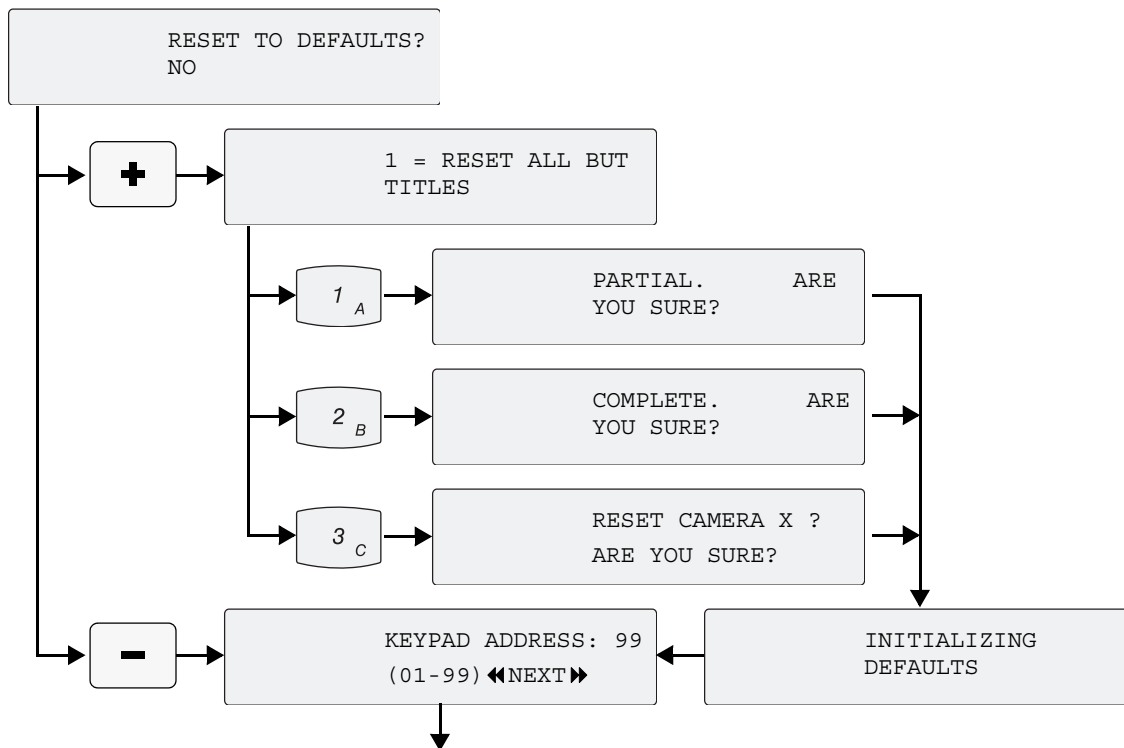 RESET TO DEFAULTS?
NO
+
1 = RESET ALL BUT
TITLES
1 A
PARTIAL. ARE
YOU SURE?
2 B
COMPLETE. ARE
YOU SURE?
3 C
RESET CAMERA X ?
ARE YOU SURE?
-
KEYPAD ADDRESS: 99
(01-99)⏪NEXT⏩
INITIALIZING
DEFAULTS